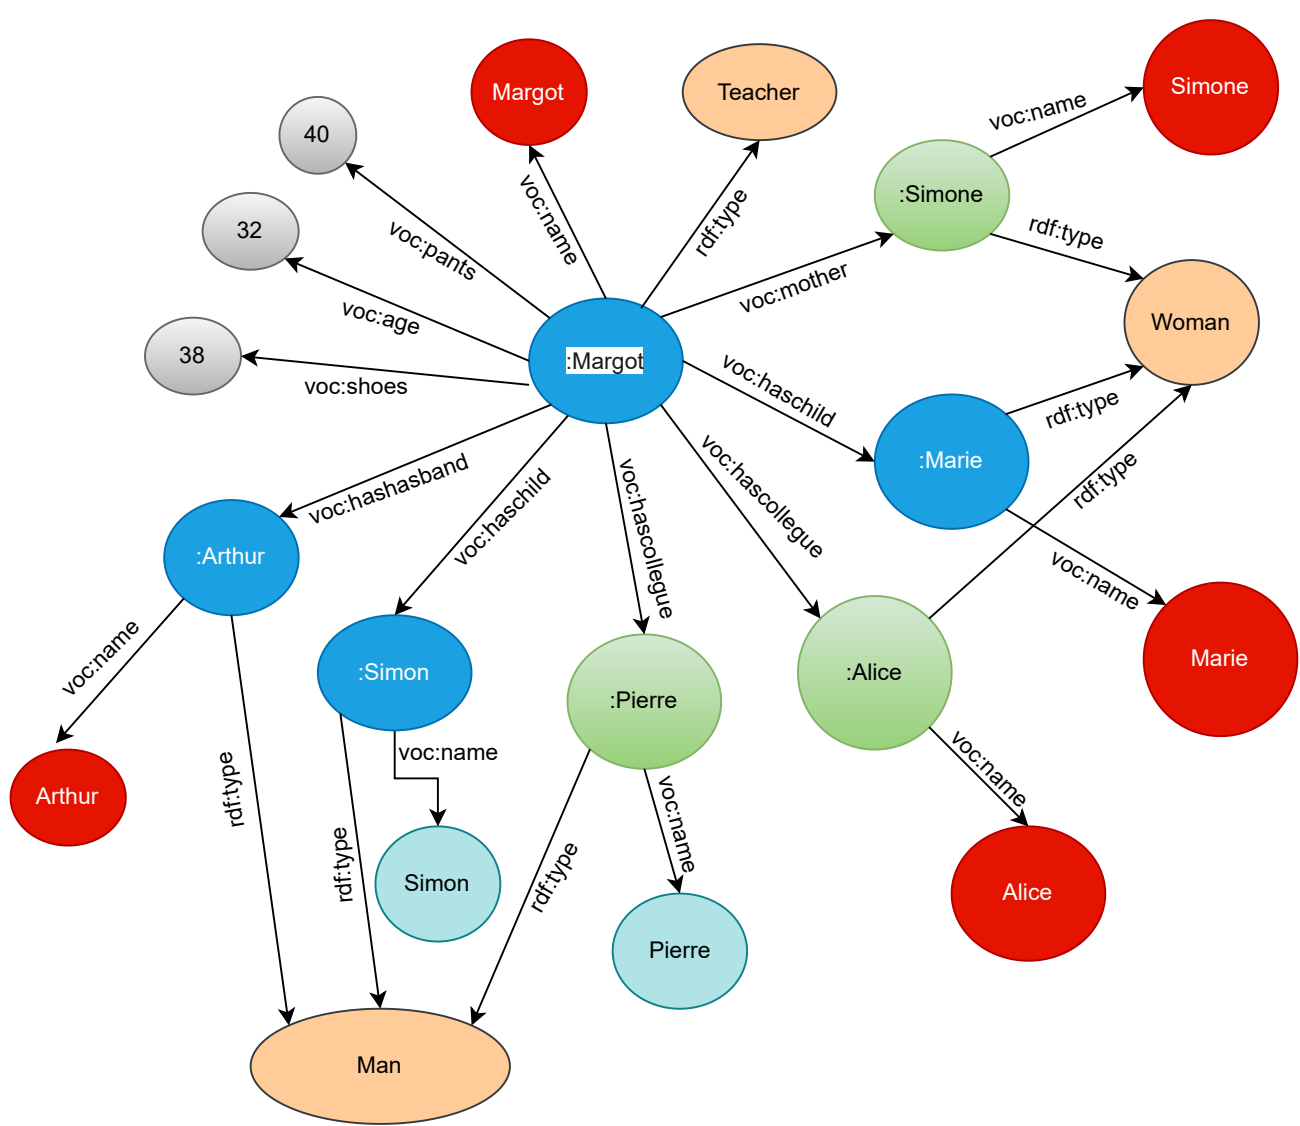 Simone
Margot
Teacher
voc:name
40
voc:name
rdf:type
:Simone
32
voc:pants
rdf:type
voc:mother
voc:age
Woman
38
:Margot
voc:shoes
voc:haschild
rdf:type
:Marie
voc:hashasband
voc:haschild
voc:hascollegue
voc:hascollegue
rdf:type
:Arthur
voc:name
voc:name
:Simon
:Pierre
:Alice
Marie
rdf:type
voc:name
voc:name
voc:name
Arthur
rdf:type
rdf:type
Simon
Alice
Pierre
Man